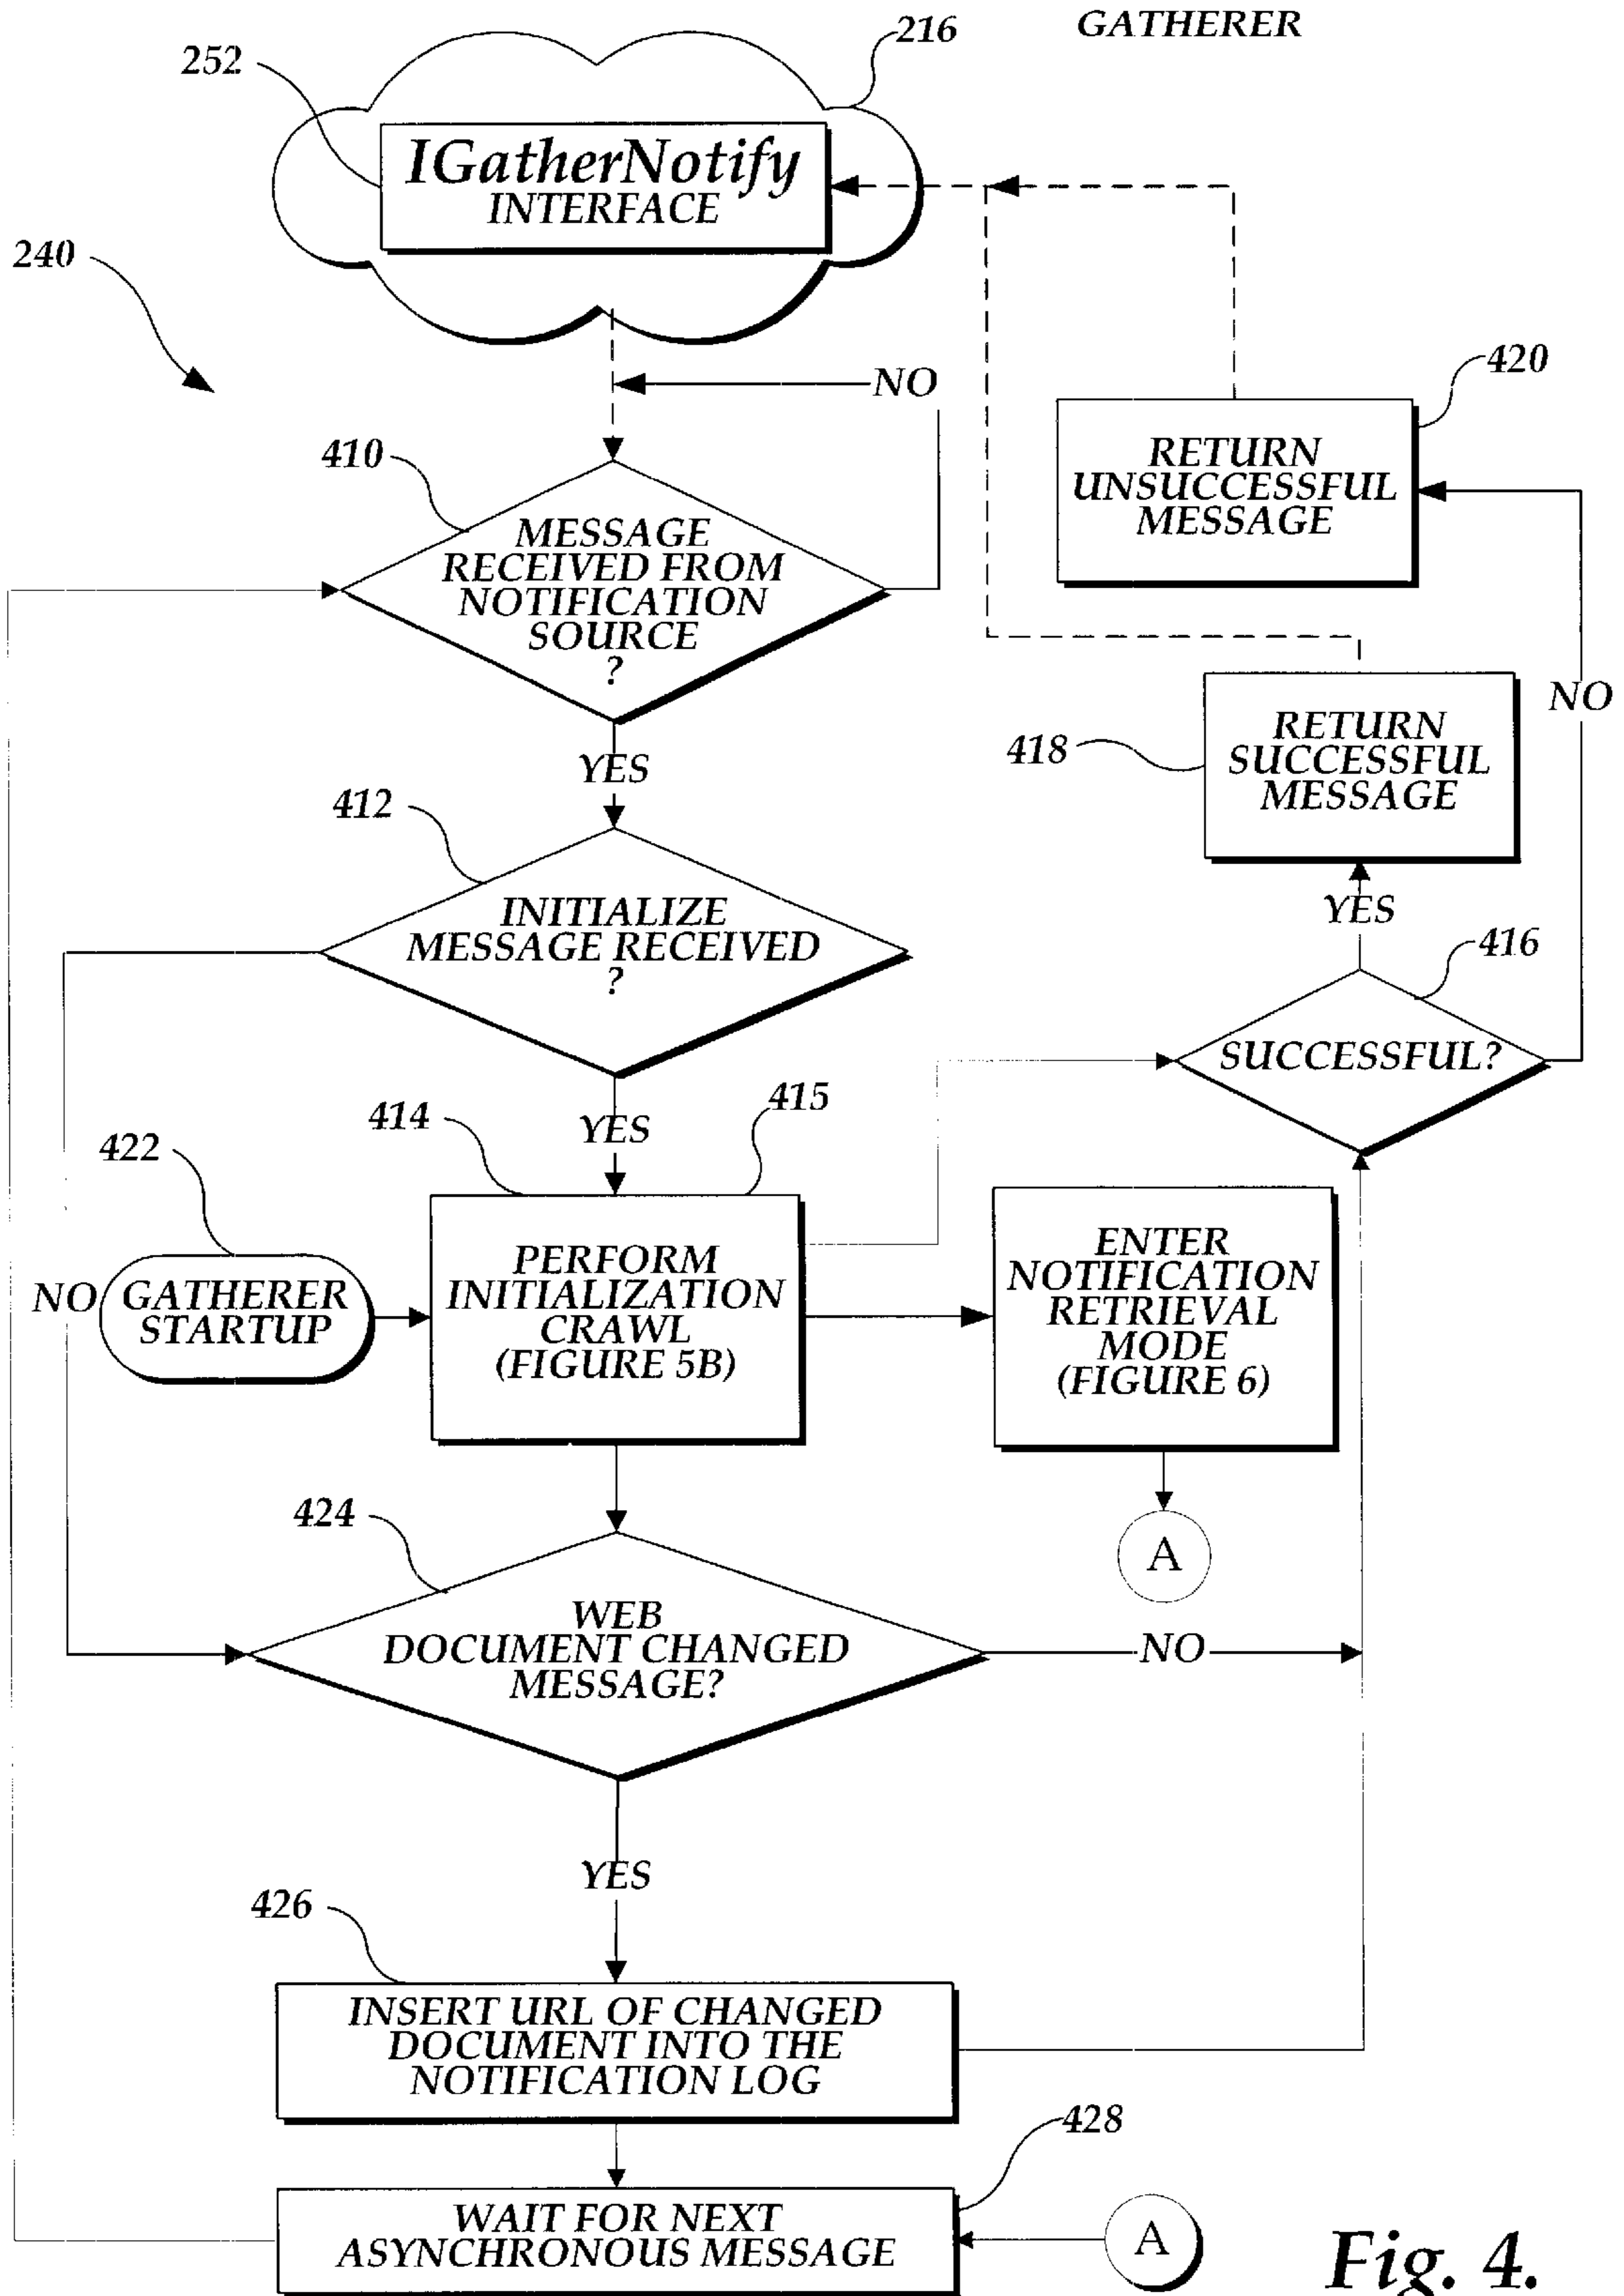 GATHERER
216
252
IGatherNotify
INTERFACE
240
NO
420
410
RETURN
UNSUCCESSFUL
MESSAGE
MESSAGE
RECEIVED FROM
NOTIFICATION
SOURCE
?
NO
RETURN
SUCCESSFUL
MESSAGE
418
YES
412
YES
INITIALIZE
MESSAGE RECEIVED
?
416
SUCCESSFUL?
415
414
YES
422
ENTER
NOTIFICATION
RETRIEVAL
MODE
(FIGURE 6)
PERFORM
INITIALIZATION
CRAWL
(FIGURE 5B)
NO
GATHERER
STARTUP
424
A
WEB
DOCUMENT CHANGED
MESSAGE?
NO
YES
426
INSERT URL OF CHANGED
DOCUMENT INTO THE
NOTIFICATION LOG
428
WAIT FOR NEXT
ASYNCHRONOUS MESSAGE
A
Fig. 4.